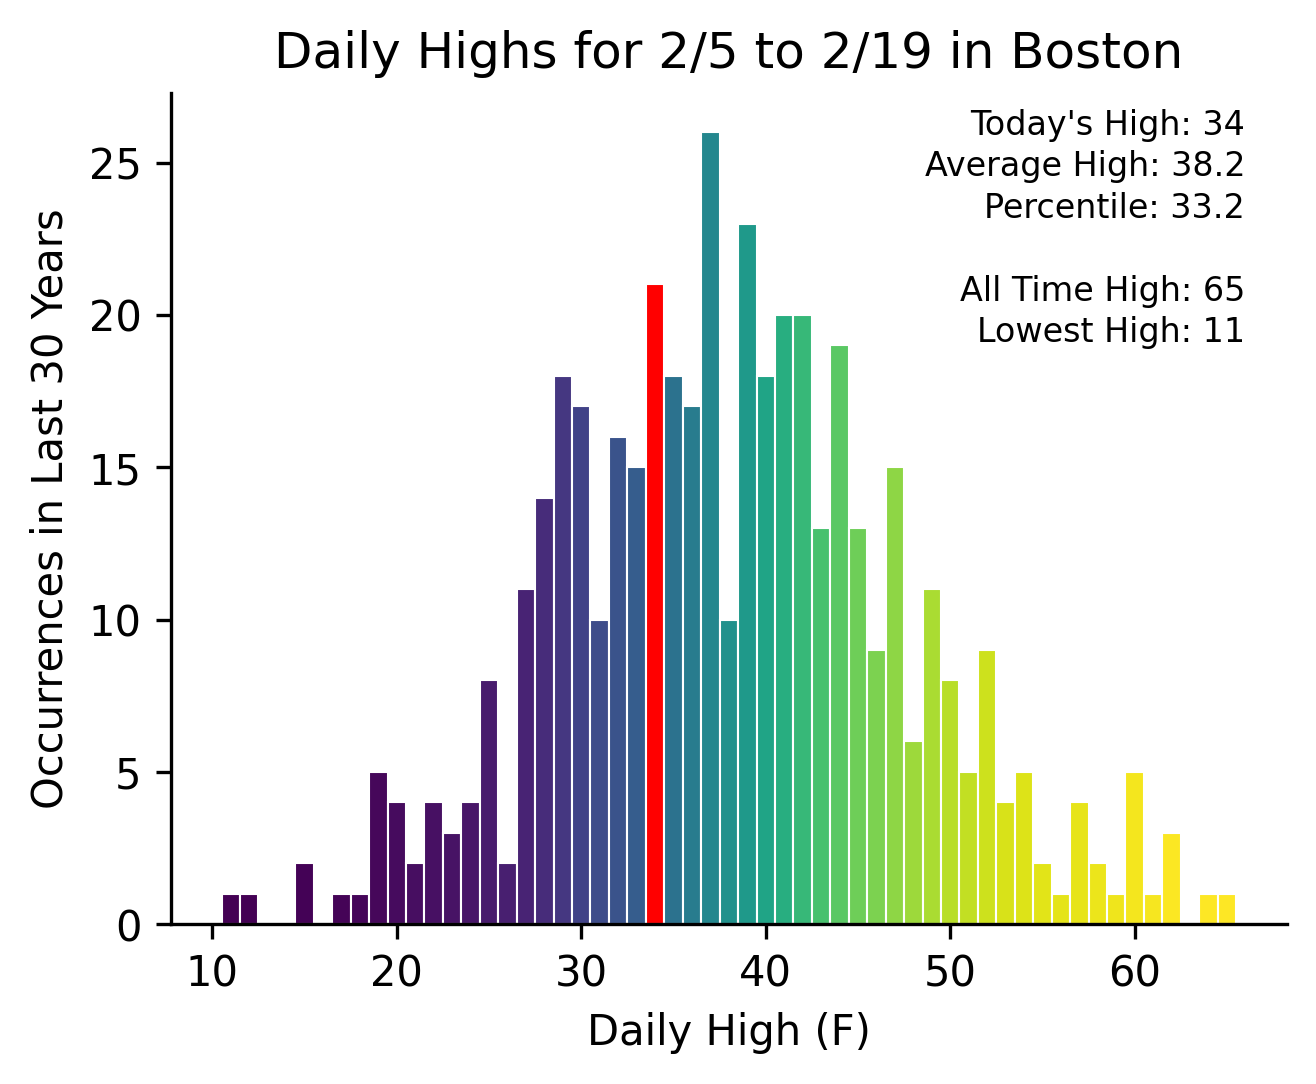 Daily Highs for 2/5 to 2/19 in Boston
Today's High: 34
Average High: 38.2
Percentile: 33.2
All Time High: 65
Lowest High: 11
Occurrences in Last 30 Years
25
20
15
10
5
0
10 20 30 40 50 60
Daily High (F)